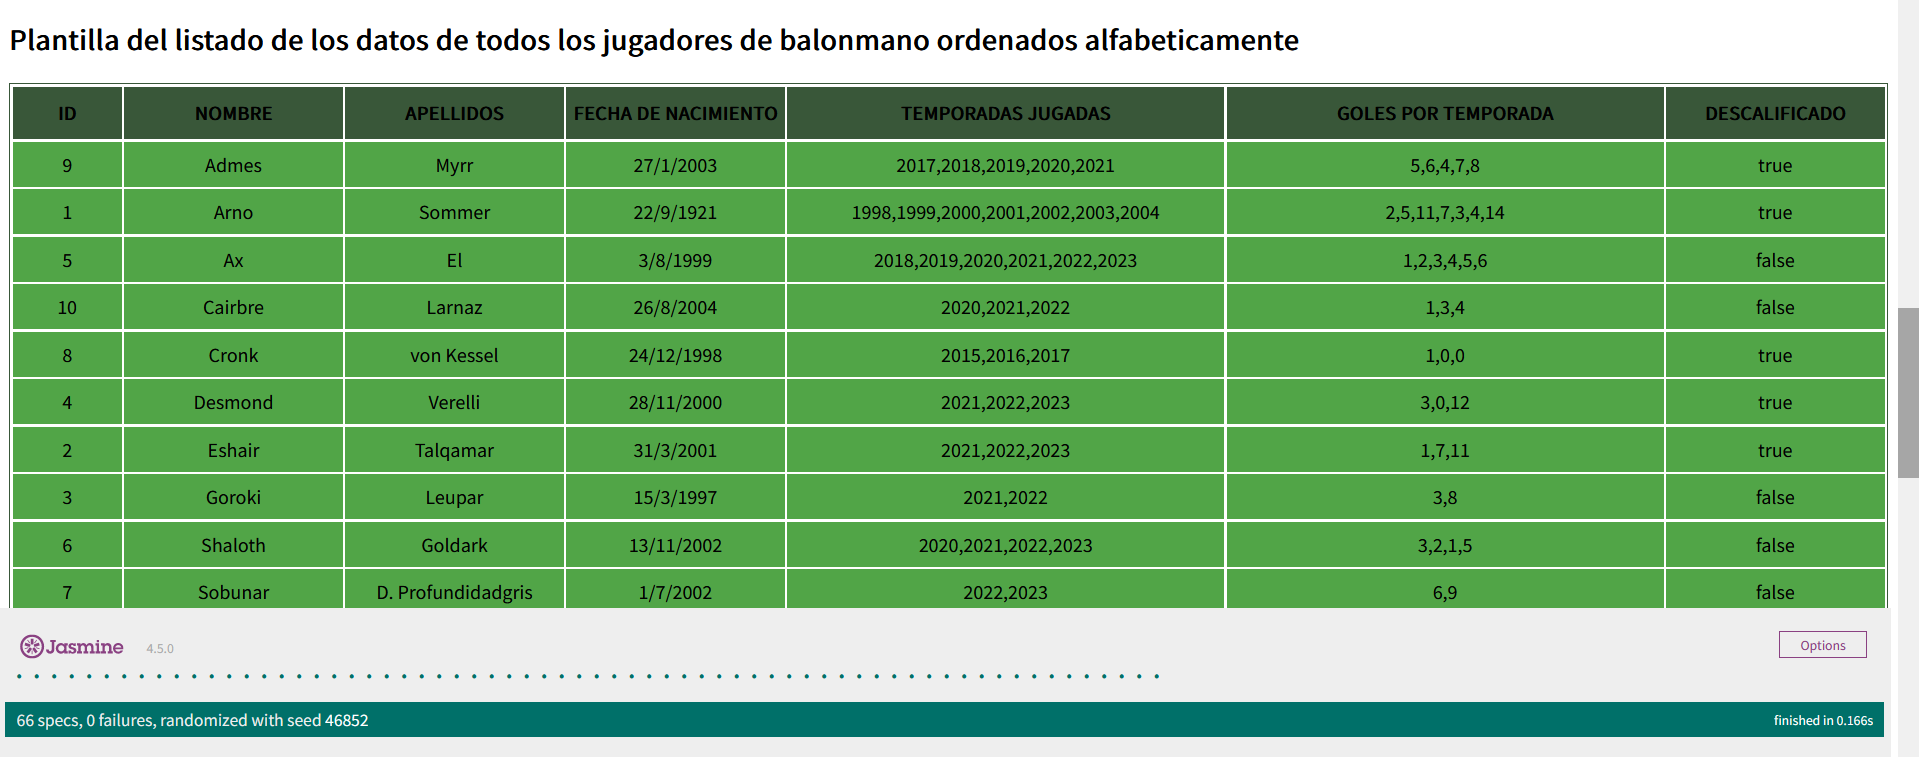 Plantilla del listado de los datos de todos los jugadores de balonmano ordenados alfabeticamente
ID NOMBRE APELLIDOS FECHA DE NACIMIENTO TEMPORADAS JUGADAS GOLES POR TEMPORADA DESCALIFICADO
9 Admes Myrr 27/1/2003 2017,2018,2019,2020,2021 5,6,4,7,8 true
1 Arno Sommer 22/9/1921 1998,1999,2000,2001,2002,2003,2004 2,5,11,7,3,4,14 true
5 Ax El 3/8/1999 2018,2019,2020,2021,2022,2023 1,2,3,4,5,6 false
10 Cairbre Larnaz 26/8/2004 2020,2021,2022 1,3,4 false
8 Cronk von Kessel 24/12/1998 2015,2016,2017 1,0,0 true
4 Desmond Verelli 28/11/2000 2021,2022,2023 3,0,12 true
2 Eshair Talqamar 31/3/2001 2021,2022,2023 1,7,11 true
3 Goroki Leupar 15/3/1997 2021,2022 3,8 false
6 Shaloth Goldark 13/11/2002 2020,2021,2022,2023 3,2,1,5 false
7 Sobunar D. Profundidadgris 1/7/2002 2022,2023 6,9 false
Jasmine 4.5.0 Options
66 specs, 0 failures, randomized with seed 46852 finished in 0.166s